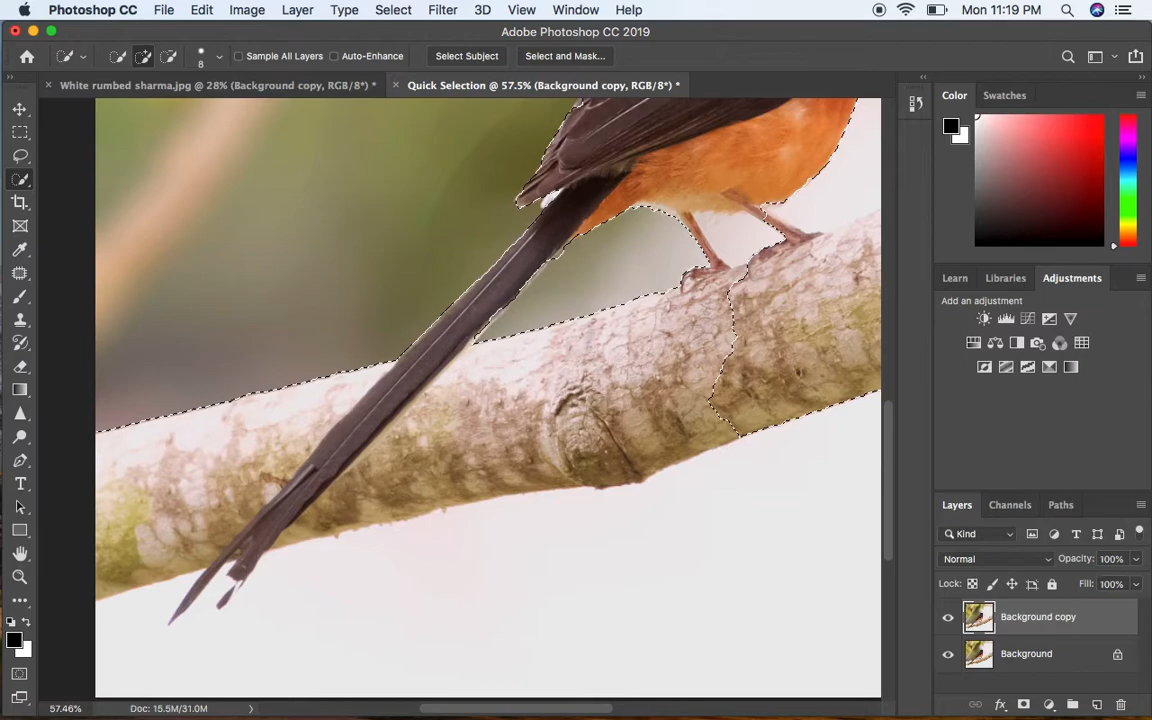 Photoshop CC File Edit Image Layer Type Select Filter 3D View Window Help Mon 11:19 PM
Adobe Photoshop CC 2019
8 Sample All Layers Auto-Enhance Select Subject Select and Mask...
White rumbed sharma.jpg @ 28% (Background copy, RGB/8*) * Quick Selection @ 57.5% (Background copy, RGB/8*) *
Color Swatches
Learn Libraries Adjustments
Add an adjustment
Layers Channels Paths
Kind
Normal Opacity: 100%
Lock: Fill: 100%
Background copy
Background
57.46% Doc: 15.5M/31.0M